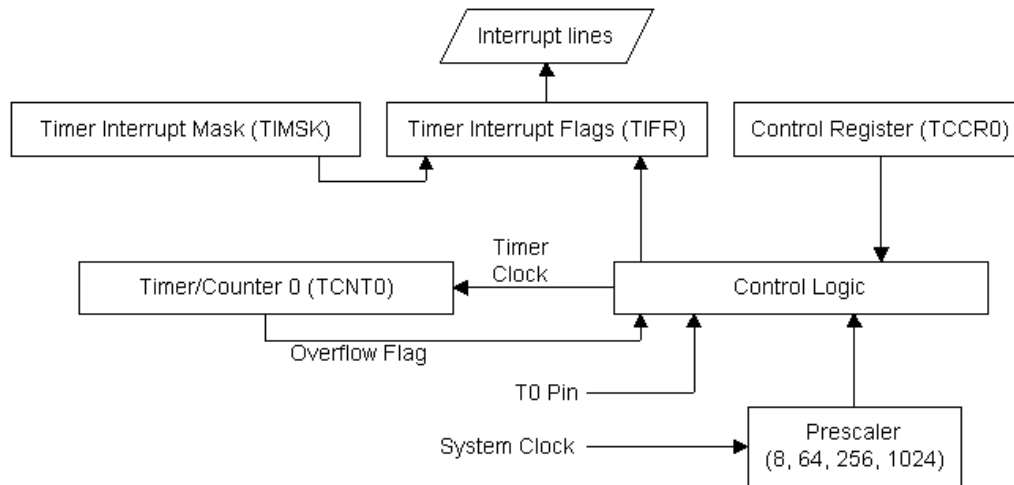 Interrupt lines
Timer Interrupt Mask (TIMSK)
Timer Interrupt Flags (TIFR)
Control Register (TCCR0)
Timer
Clock
Timer/Counter 0 (TCNT0)
Control Logic
Overflow Flag
T0 Pin
System Clock
Prescaler
(8, 64, 256, 1024)